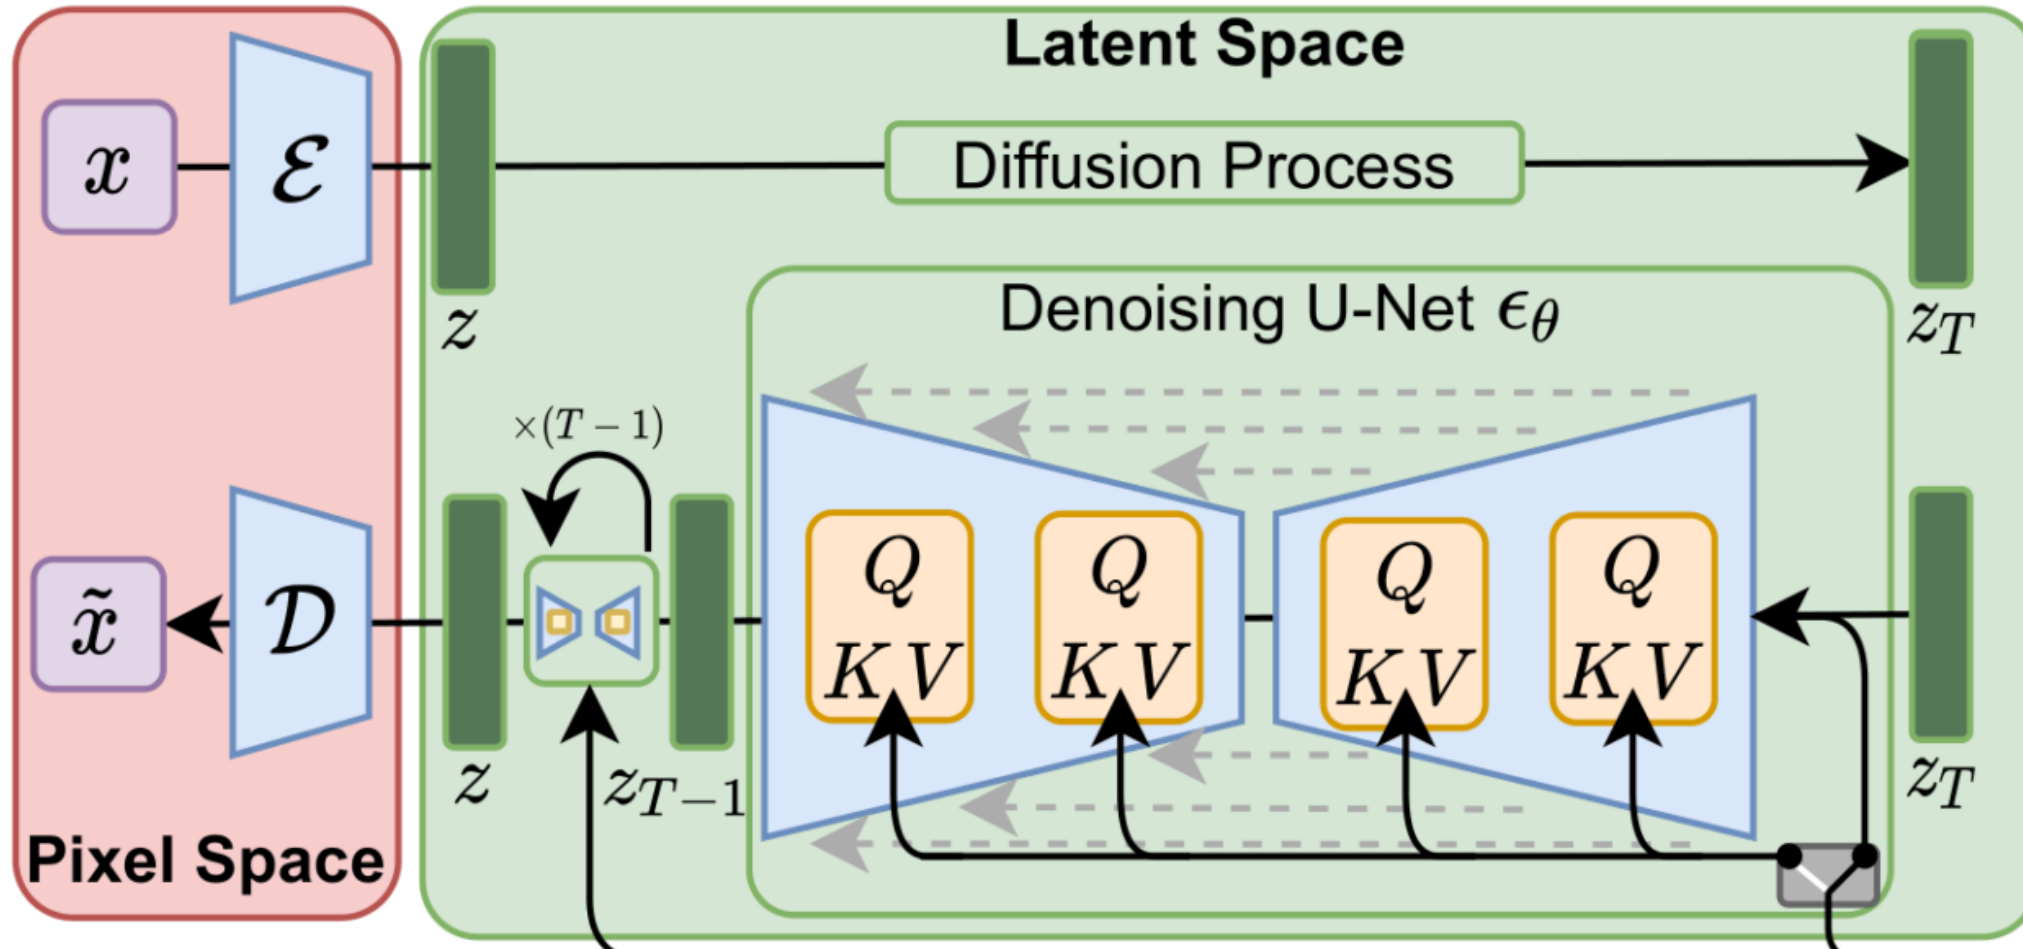 Latent Space
x
ℰ
Diffusion Process
z
z_T
Denoising U-Net ϵ_θ
×(T − 1)
Q
KV
Q
KV
Q
KV
Q
KV
x̃
𝒟
z
z_{T−1}
z_T
Pixel Space